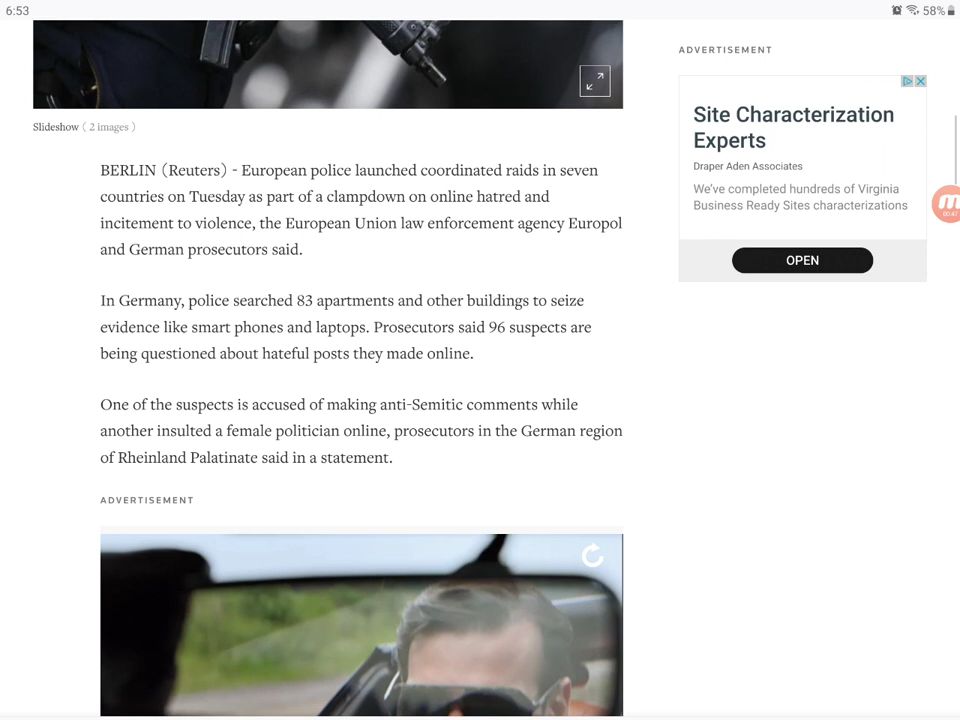 6:53
58%
Slideshow ( 2 images )
BERLIN (Reuters) - European police launched coordinated raids in seven
countries on Tuesday as part of a clampdown on online hatred and
incitement to violence, the European Union law enforcement agency Europol
and German prosecutors said.
In Germany, police searched 83 apartments and other buildings to seize
evidence like smart phones and laptops. Prosecutors said 96 suspects are
being questioned about hateful posts they made online.
One of the suspects is accused of making anti-Semitic comments while
another insulted a female politician online, prosecutors in the German region
of Rheinland Palatinate said in a statement.
ADVERTISEMENT
ADVERTISEMENT
Site Characterization
Experts
Draper Aden Associates
We've completed hundreds of Virginia
Business Ready Sites characterizations
OPEN
00:47